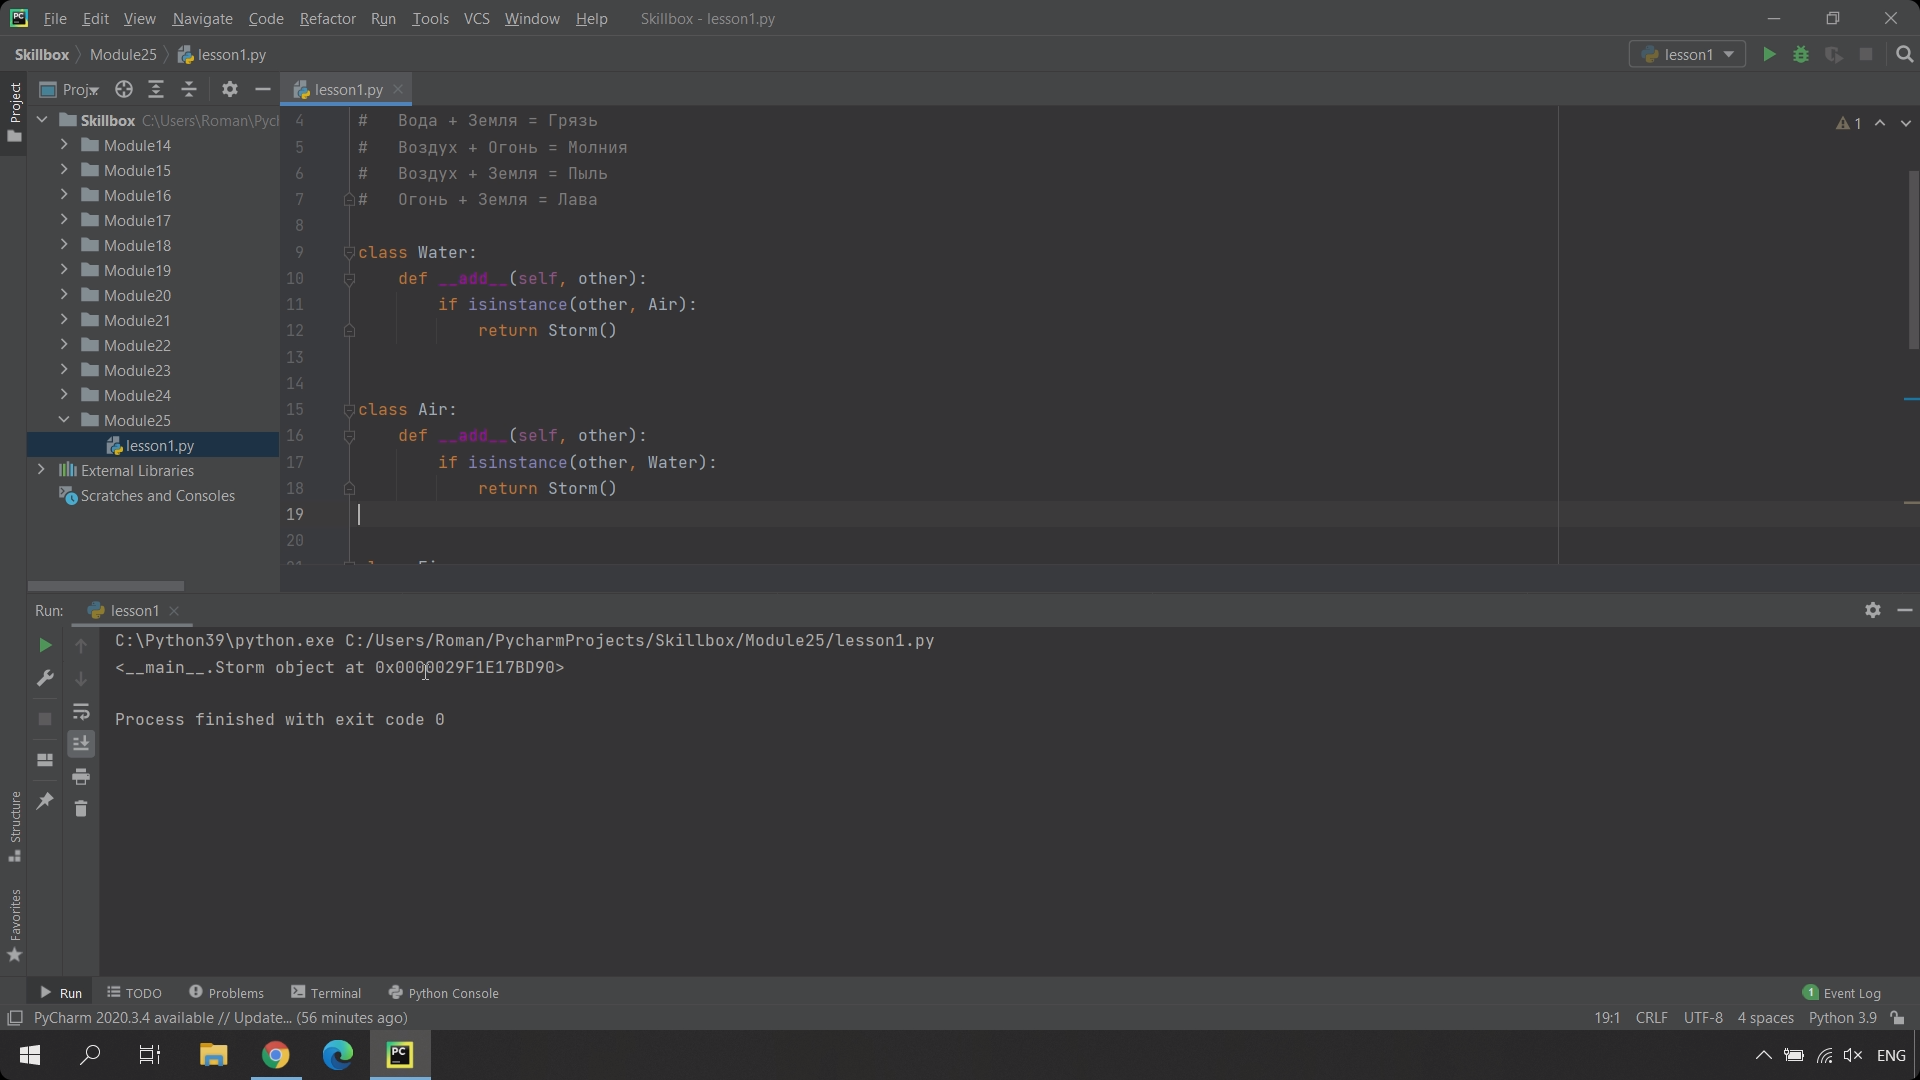 File Edit View Navigate Code Refactor Run Tools VCS Window Help Skillbox - lesson1.py
Skillbox Module25 lesson1.py lesson1
Project
Proj lesson1.py
Skillbox C:\Users\Roman\Pycl
Module14
Module15
Module16
Module17
Module18
Module19
Module20
Module21
Module22
Module23
Module24
Module25
lesson1.py
External Libraries
Scratches and Consoles
4 # Вода + Земля = Грязь
5 # Воздух + Огонь = Молния
6 # Воздух + Земля = Пыль
7 # Огонь + Земля = Лава
8
9 class Water:
10 def __add__(self, other):
11 if isinstance(other, Air):
12 return Storm()
13
14
15 class Air:
16 def __add__(self, other):
17 if isinstance(other, Water):
18 return Storm()
19
20
1
Run: lesson1
C:\Python39\python.exe C:/Users/Roman/PycharmProjects/Skillbox/Module25/lesson1.py
<__main__.Storm object at 0x0000029F1E17BD90>
Process finished with exit code 0
Structure
Favorites
Run TODO Problems Terminal Python Console 1 Event Log
PyCharm 2020.3.4 available // Update... (56 minutes ago) 19:1 CRLF UTF-8 4 spaces Python 3.9
PC ENG